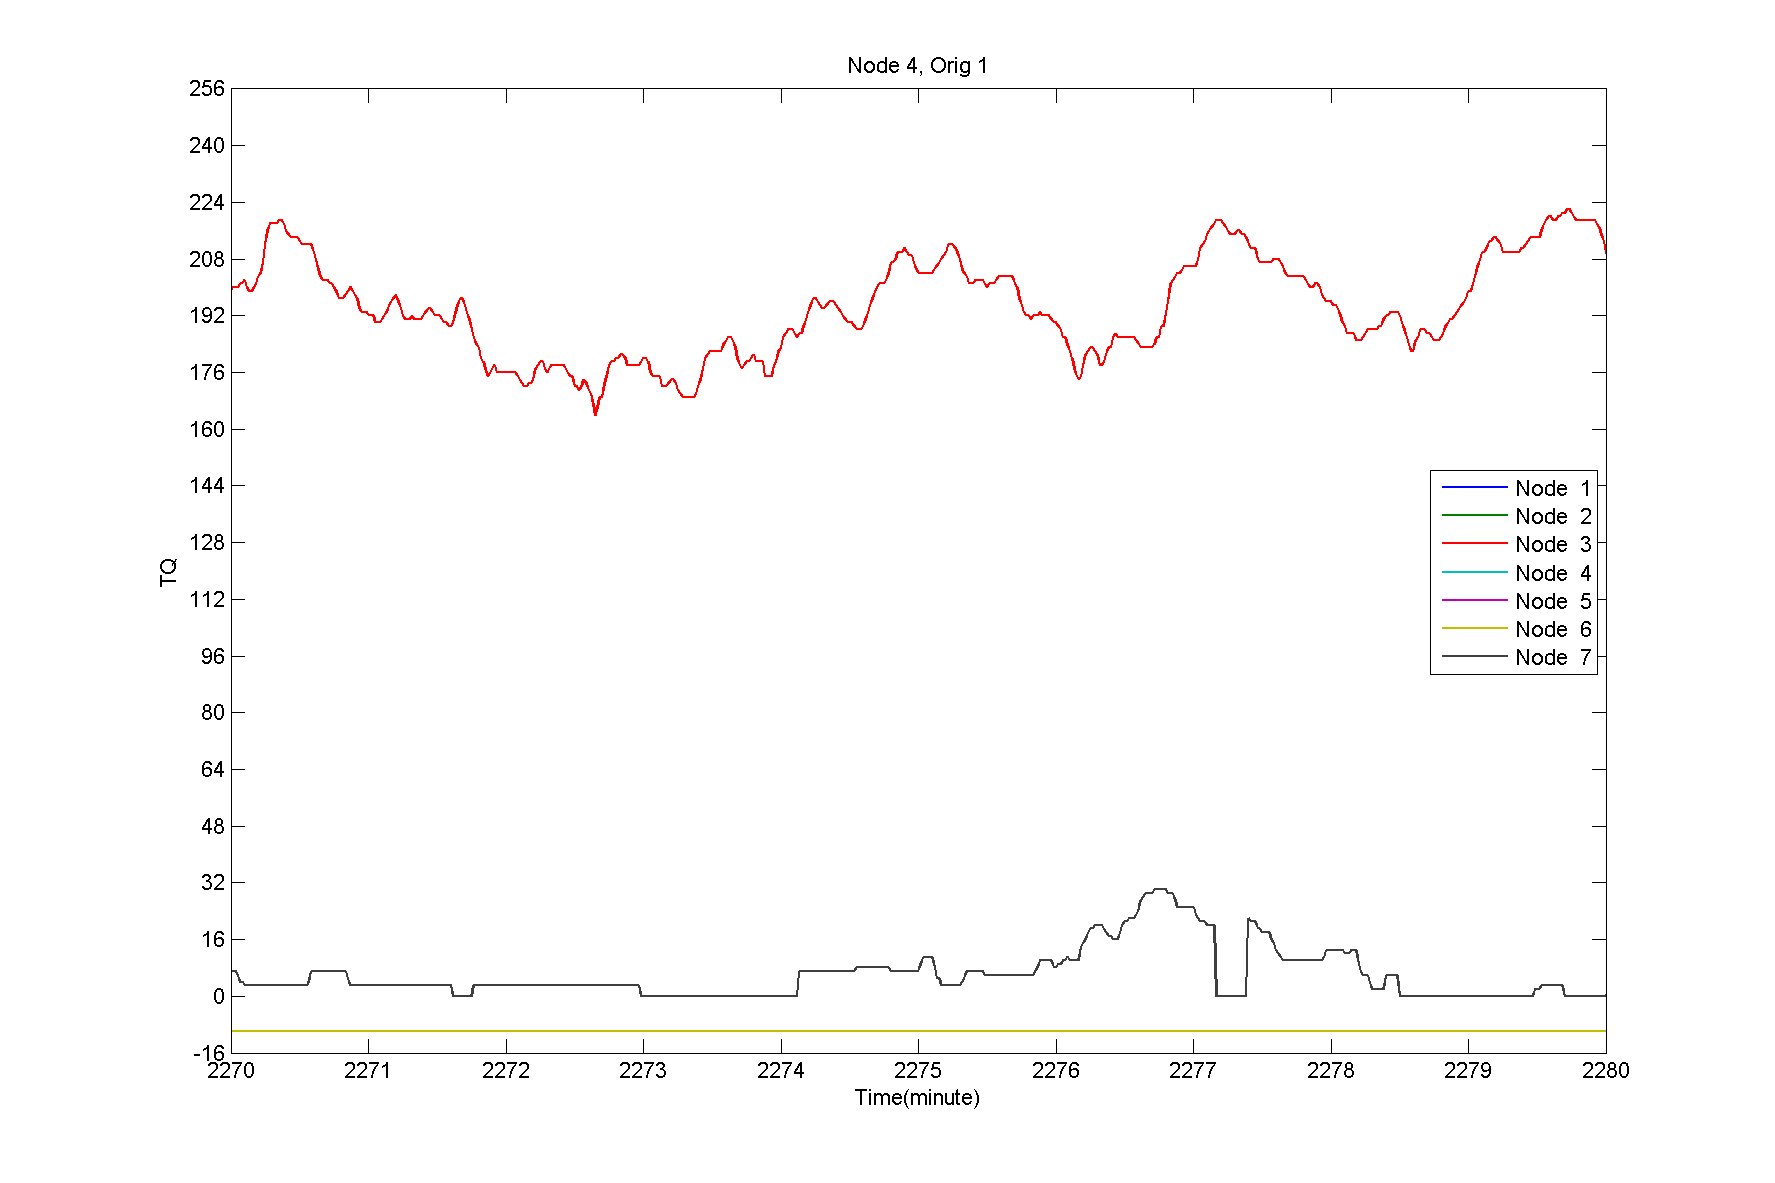 Node 4, Orig 1
256
240
224
208
192
176
160
144
128
112
96
80
64
48
32
16
0
-16
TQ
Node 1
Node 2
Node 3
Node 4
Node 5
Node 6
Node 7
2270 2271 2272 2273 2274 2275 2276 2277 2278 2279 2280
Time(minute)